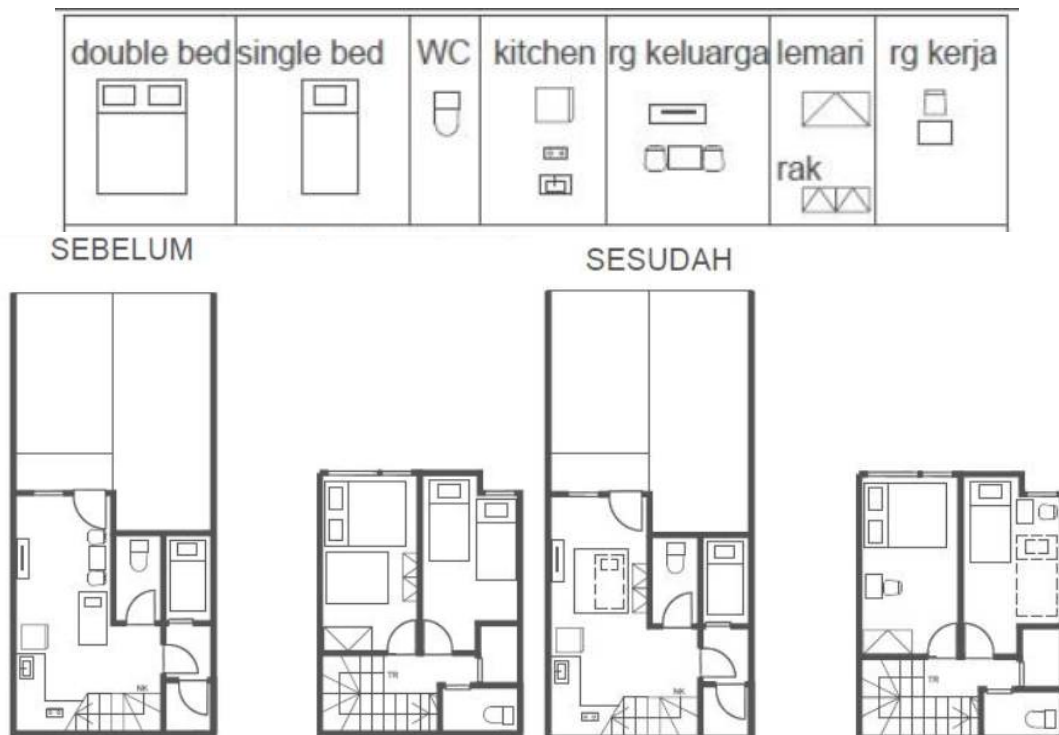 double bed single bed WC kitchen rg keluarga lemari rg kerja
rak
SEBELUM
SESUDAH
NK
TR
NK
TR